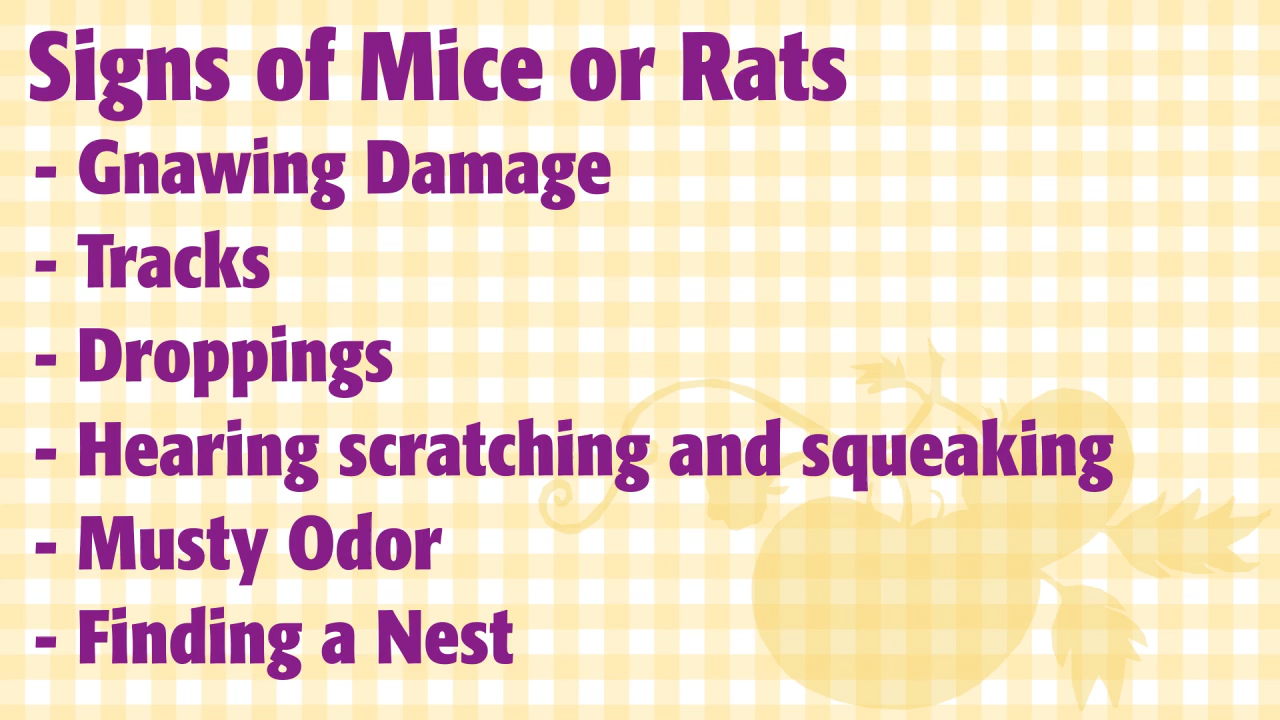 Signs of Mice or Rats
- Gnawing Damage
- Tracks
- Droppings
- Hearing scratching and squeaking
- Musty Odor
- Finding a Nest